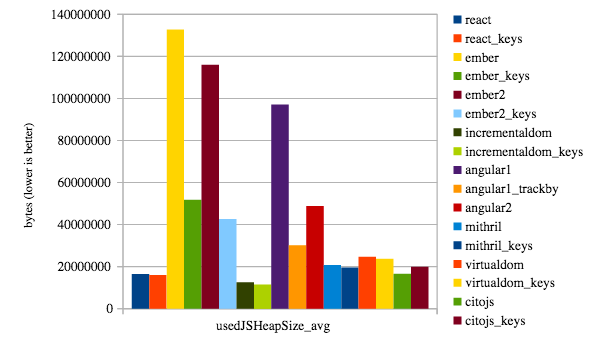 140000000
100000000
80000000
60000000
40000000
20000000
0
bytes (lower is better)
usedJSHeapSize_avg
react
react_keys
ember
ember_keys
ember2
ember2_keys
incrementaldom
incrementaldom_keys
angular1
angular1_trackby
angular2
mithril
mithril_keys
virtualdom
virtualdom_keys
citojs
citojs_keys